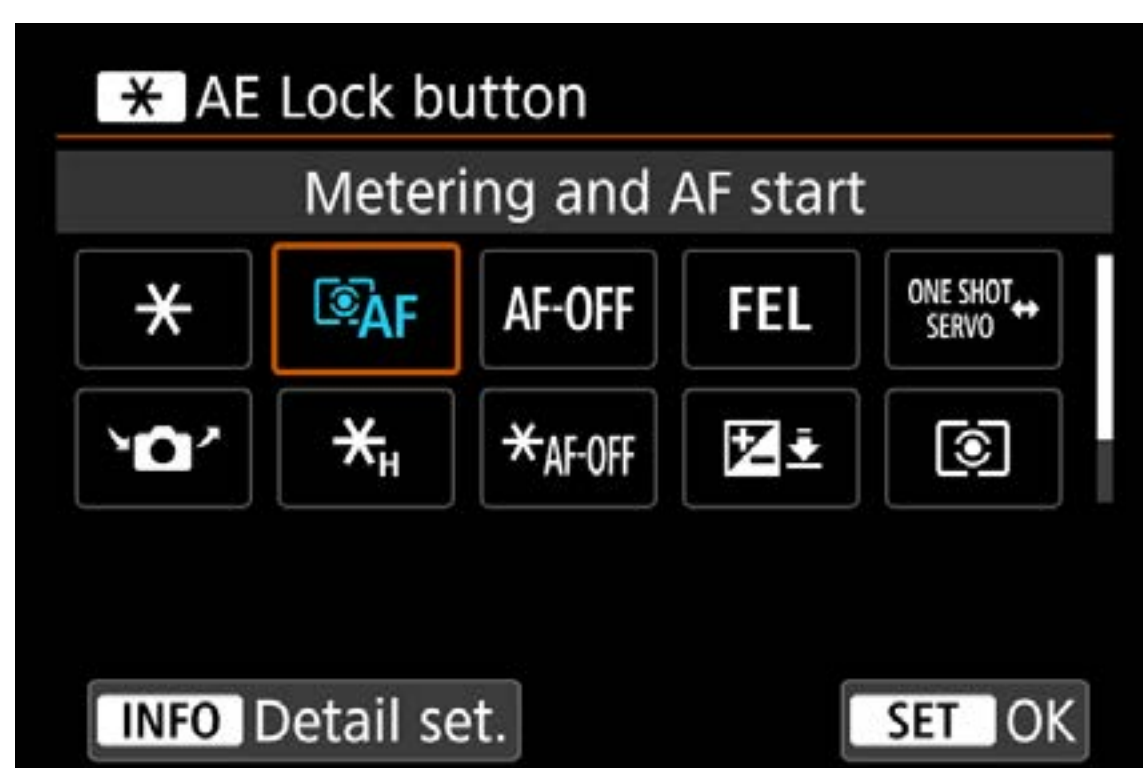 * AE Lock button
Metering and AF start
* AF AF-OFF FEL ONE SHOT
SERVO
*H *AF-OFF +-
INFO Detail set. SET OK